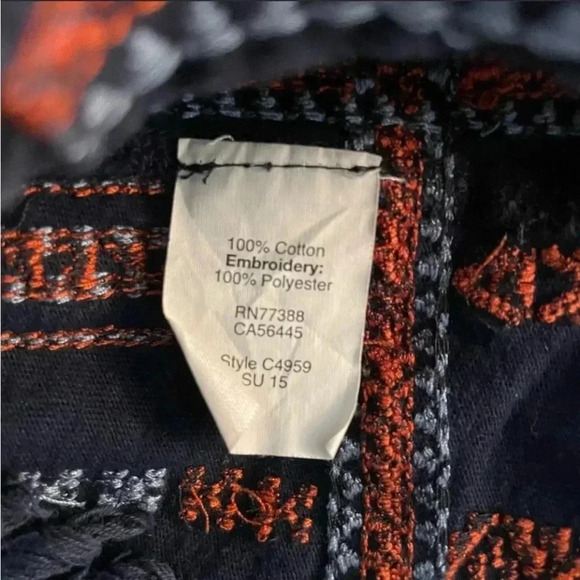 100% Cotton
Embroidery:
100% Polyester
RN77388
CA56445
Style C4959
SU 15